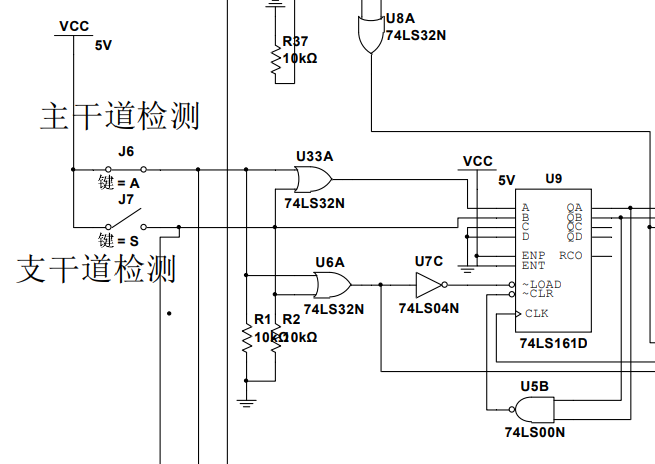 U8A
74LS32N
VCC
5V
R37
10kΩ
主干道检测
J6
键 = A
J7
键 = S
支干道检测
U33A
74LS32N
VCC
5V
U9
A
B
C
D
ENP
ENT
~LOAD
~CLR
CLK
QA
QB
QC
QD
RCO
74LS161D
U6A
74LS32N
U7C
74LS04N
R1
10kΩ
R2
10kΩ
U5B
74LS00N